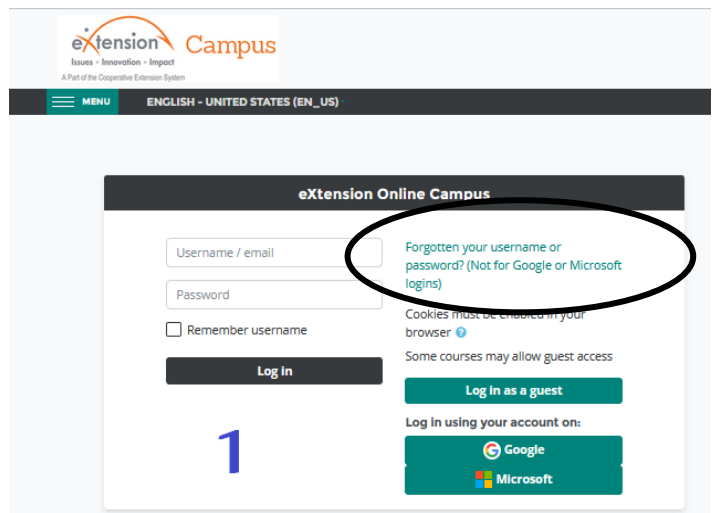 eXtension Campus
Issues - Innovation - Impact
A Part of the Cooperative Extension System
MENU ENGLISH - UNITED STATES (EN_US)
eXtension Online Campus
Username / email
Password
Remember username
Log in
1
Forgotten your username or
password? (Not for Google or Microsoft
logins)
Cookies must be enabled in your
browser
Some courses may allow guest access
Log in as a guest
Log in using your account on:
Google
Microsoft